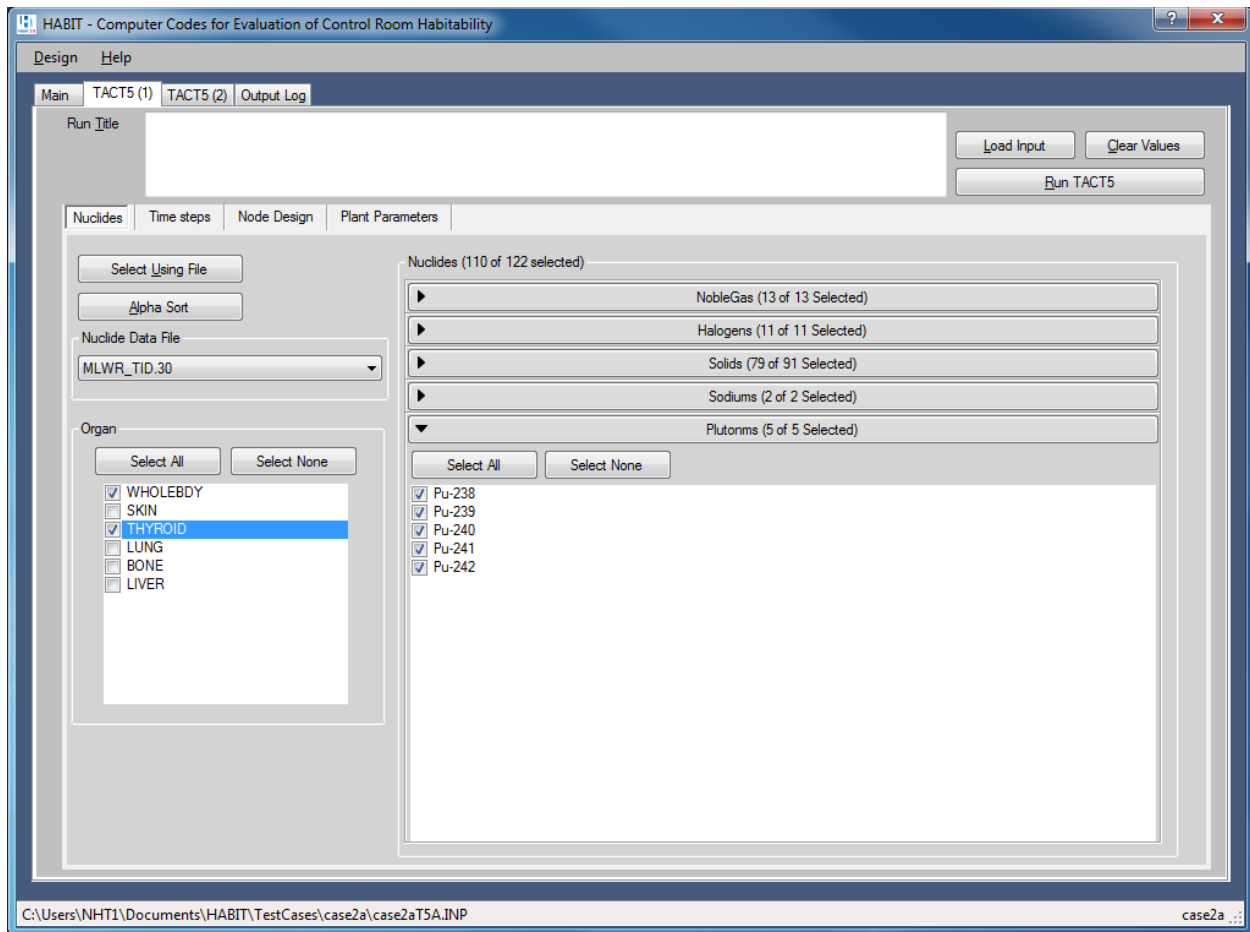 HABIT - Computer Codes for Evaluation of Control Room Habitability
Design Help
Main TACT5 (1) TACT5 (2) Output Log
Run Title
Load Input Clear Values
Run TACT5
Nuclides Time steps Node Design Plant Parameters
Select Using File
Alpha Sort
Nuclide Data File
MLWR_TID.30
Organ
Select All Select None
WHOLEBDY
SKIN
THYROID
LUNG
BONE
LIVER
Nuclides (110 of 122 selected)
NobleGas (13 of 13 Selected)
Halogens (11 of 11 Selected)
Solids (79 of 91 Selected)
Sodiums (2 of 2 Selected)
Plutonms (5 of 5 Selected)
Select All Select None
Pu-238
Pu-239
Pu-240
Pu-241
Pu-242
C:\Users\NHT1\Documents\HABIT\TestCases\case2a\case2aT5A.INP case2a